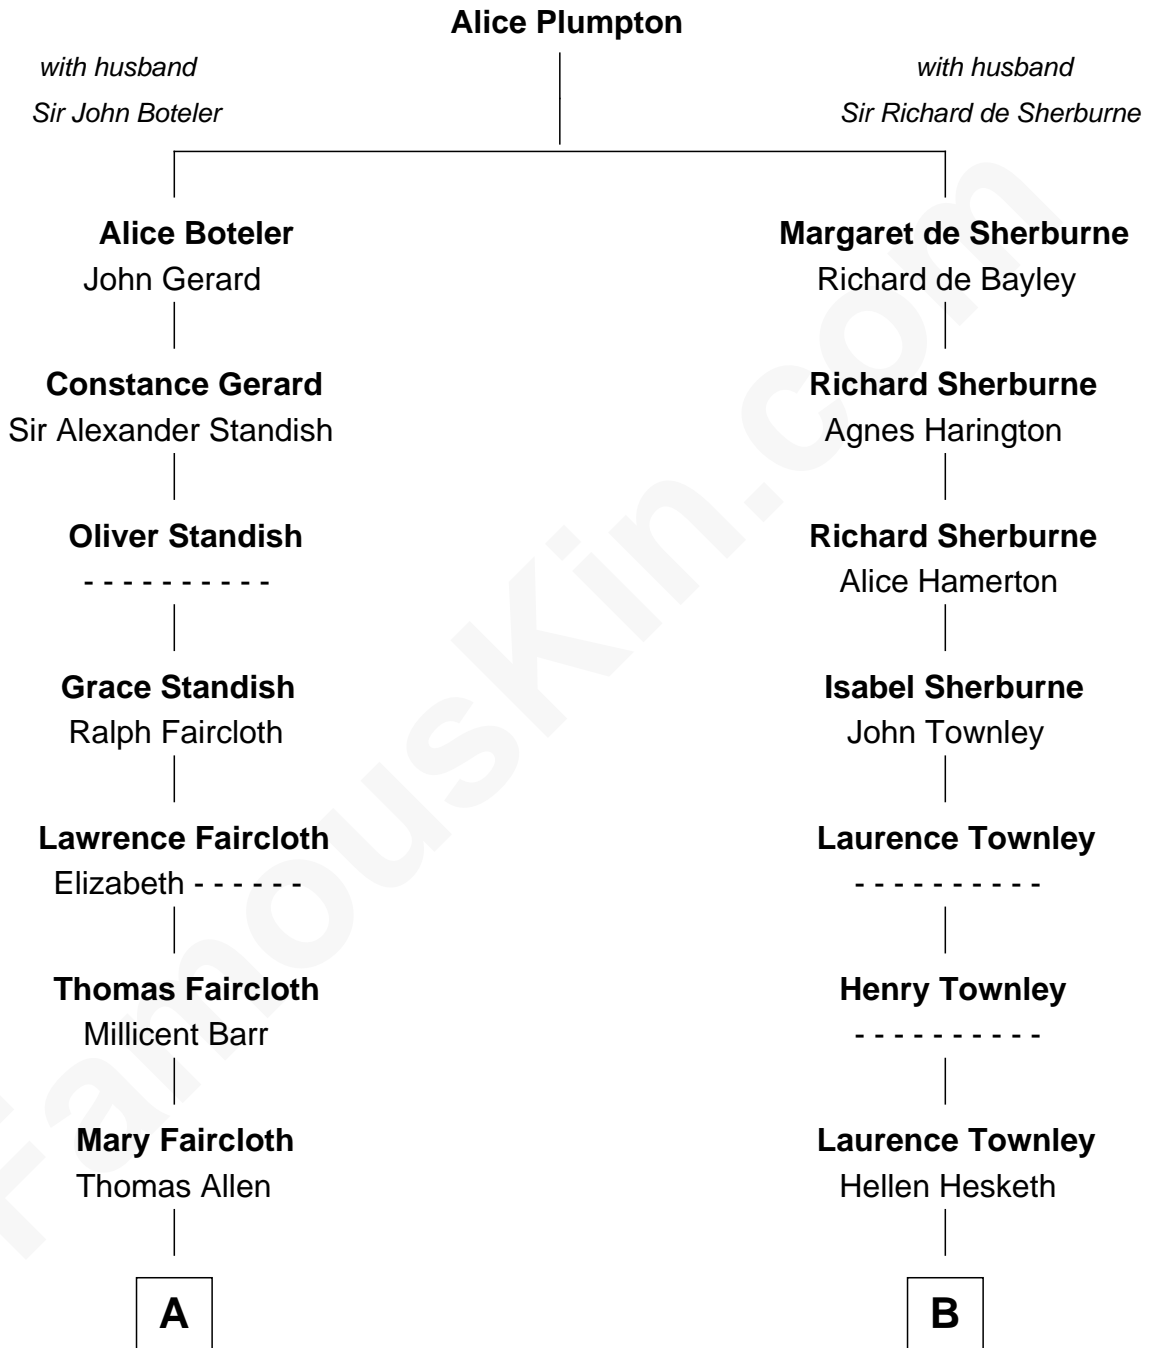 Alice Plumpton
with husband
Sir John Boteler
with husband
Sir Richard de Sherburne
Alice Boteler
John Gerard
Margaret de Sherburne
Richard de Bayley
Constance Gerard
Sir Alexander Standish
Richard Sherburne
Agnes Harington
Oliver Standish
- - - - - - - - - -
Richard Sherburne
Alice Hamerton
Grace Standish
Ralph Faircloth
Isabel Sherburne
John Townley
Lawrence Faircloth
Elizabeth - - - - - -
Laurence Townley
- - - - - - - - - -
Thomas Faircloth
Millicent Barr
Henry Townley
- - - - - - - - - -
Mary Faircloth
Thomas Allen
Laurence Townley
Hellen Hesketh
A
B
FamousKin.com